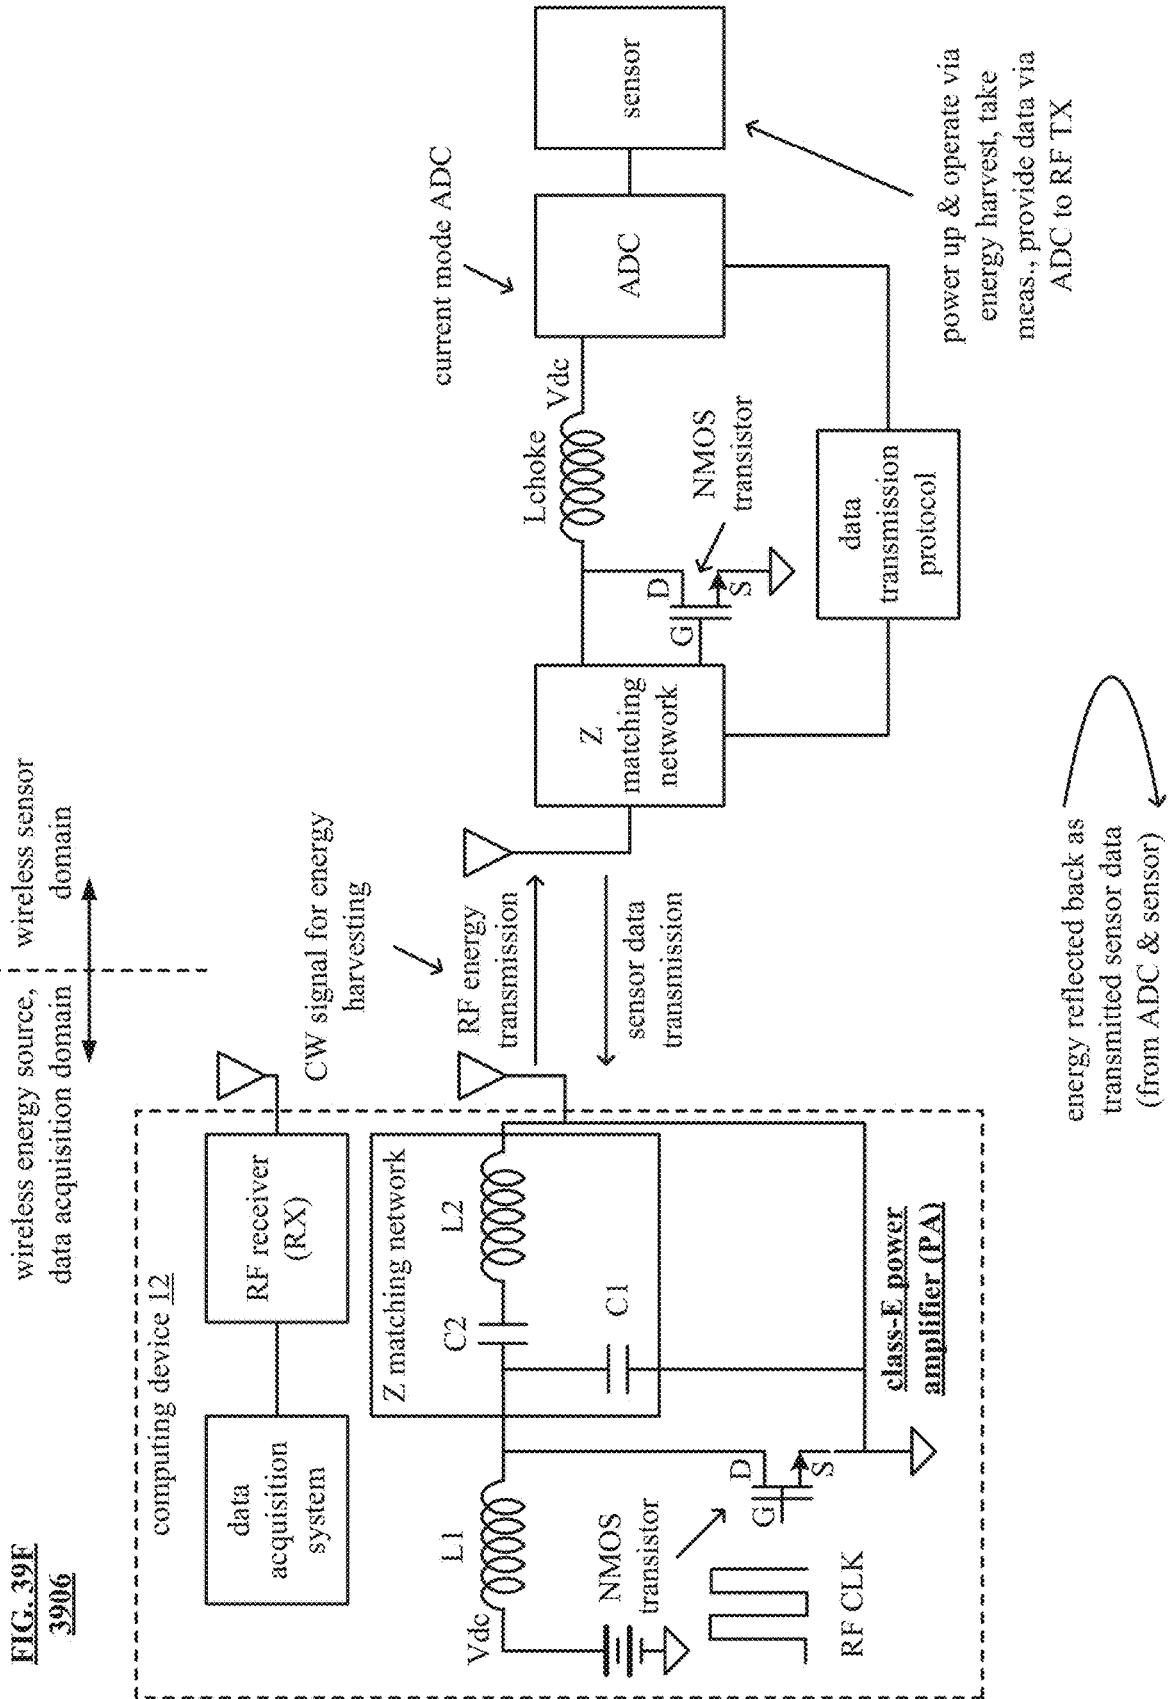 FIG. 39F
3906
wireless energy source,
data acquisition domain
wireless sensor
domain
computing device 12
data
acquisition
system
RF receiver
(RX)
CW signal for energy
harvesting
Z matching network
Vdc
L1
C2
L2
C1
NMOS
transistor
D
G
S
RF CLK
class-E power
amplifier (PA)
RF energy
transmission
sensor data
transmission
Z
matching
network
Lchoke
Vdc
D
G
S
NMOS
transistor
current mode ADC
ADC
sensor
data
transmission
protocol
power up & operate via
energy harvest, take
meas., provide data via
ADC to RF TX
energy reflected back as
transmitted sensor data
(from ADC & sensor)